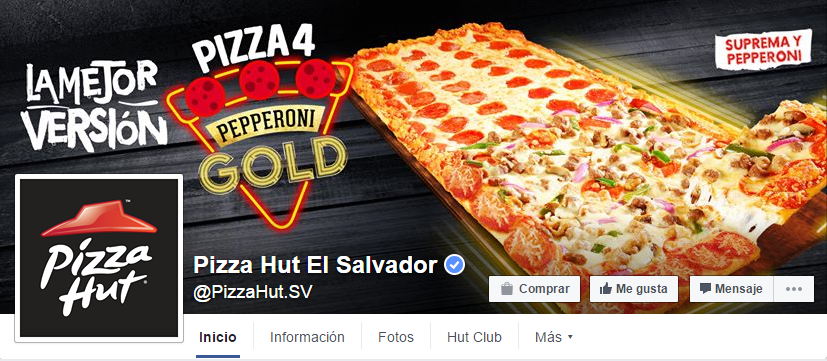 LA MEJOR
VERSIÓN
PIZZA 4
PEPPERONI
GOLD
SUPREMA Y
PEPPERONI
Pizza
Hut
™
Pizza Hut El Salvador
@PizzaHut.SV
Comprar
Me gusta
Mensaje
Inicio
Información
Fotos
Hut Club
Más